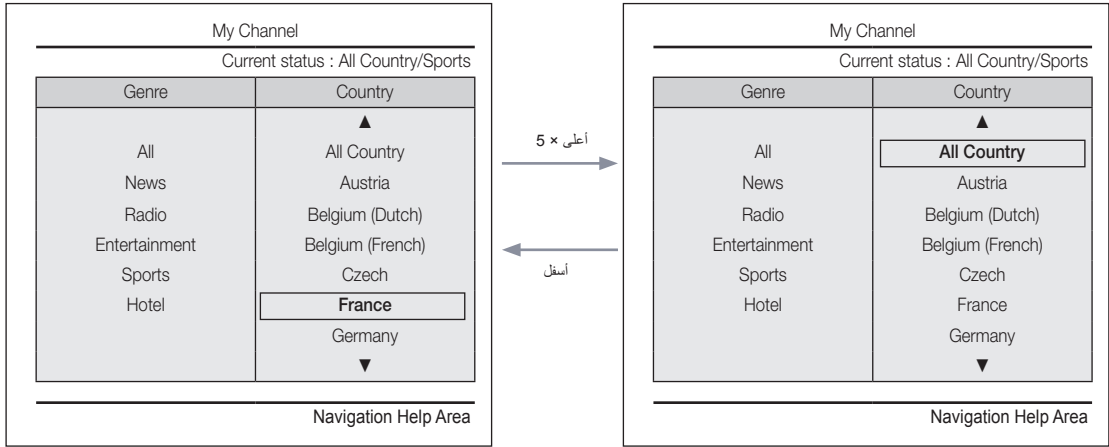 My Channel
Current status : All Country/Sports
Genre Country
▲
All All Country
News Austria
Radio Belgium (Dutch)
Entertainment Belgium (French)
Sports Czech
Hotel France
Germany
▼
Navigation Help Area
أعلى × 5
أسفل
My Channel
Current status : All Country/Sports
Genre Country
▲
All All Country
News Austria
Radio Belgium (Dutch)
Entertainment Belgium (French)
Sports Czech
Hotel France
Germany
▼
Navigation Help Area